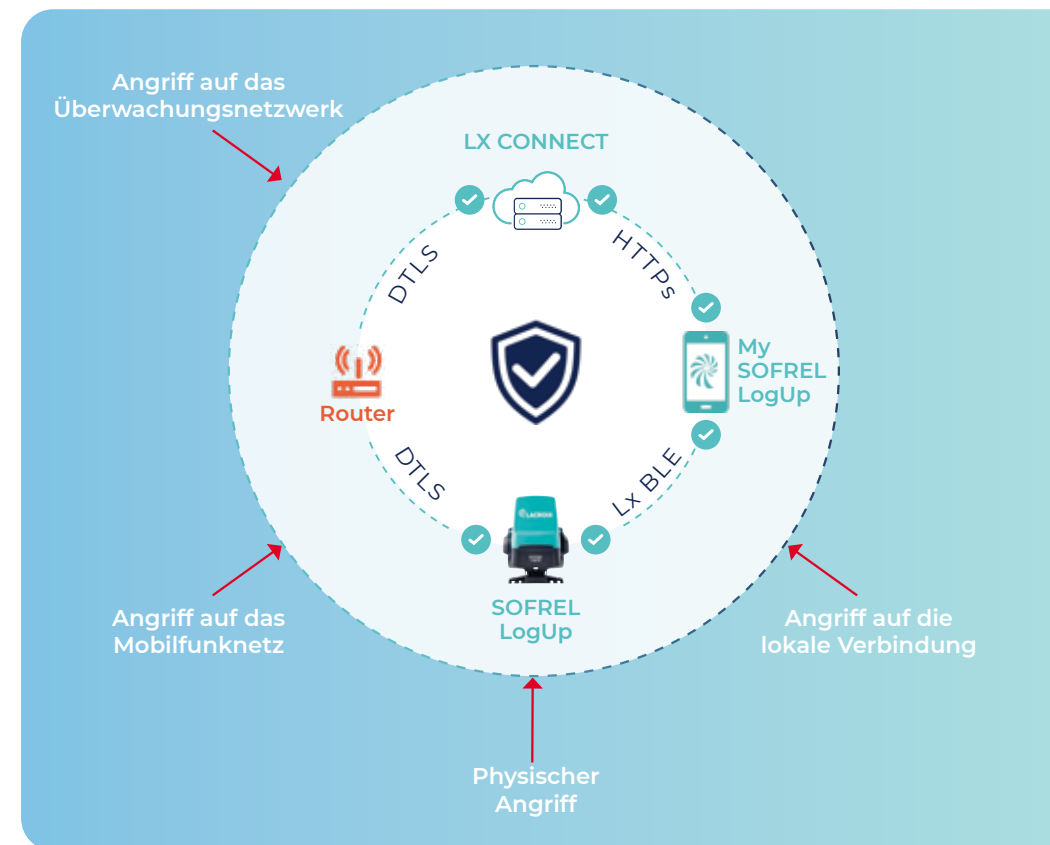 Angriff auf das
Überwachungsnetzwerk
LX CONNECT
DTLS
HTTPs
My
SOFREL
LogUp
Router
DTLS
Lx BLE
LACROIX
SOFREL
LogUp
Angriff auf das
Mobilfunknetz
Angriff auf die
lokale Verbindung
Physischer
Angriff